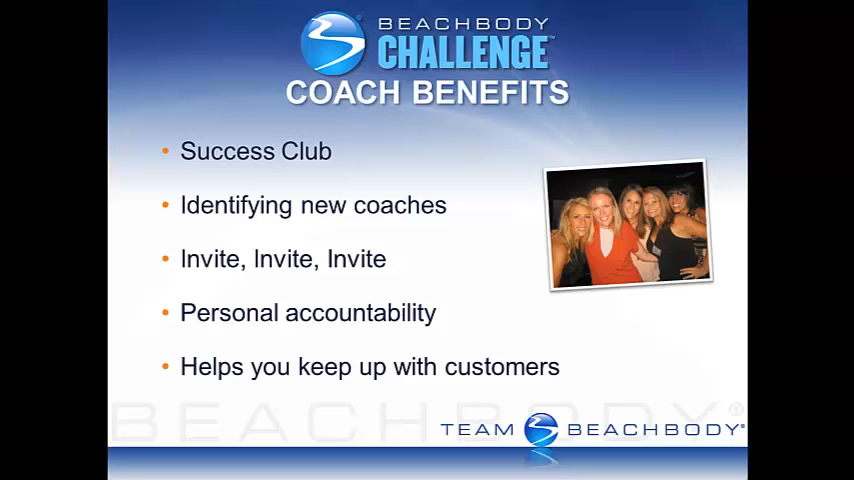 BEACHBODY
CHALLENGE™
COACH BENEFITS
• Success Club
• Identifying new coaches
• Invite, Invite, Invite
• Personal accountability
• Helps you keep up with customers
BEACHBODY®
TEAM BEACHBODY®